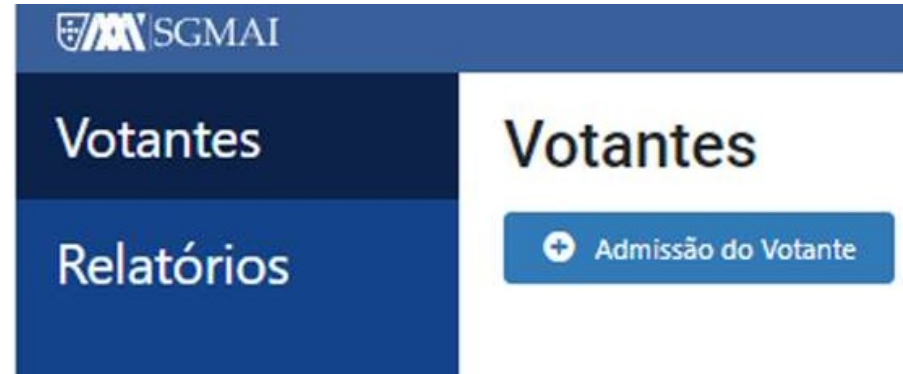 SGMAI
Votantes
Relatórios
Votantes
Admissão do Votante